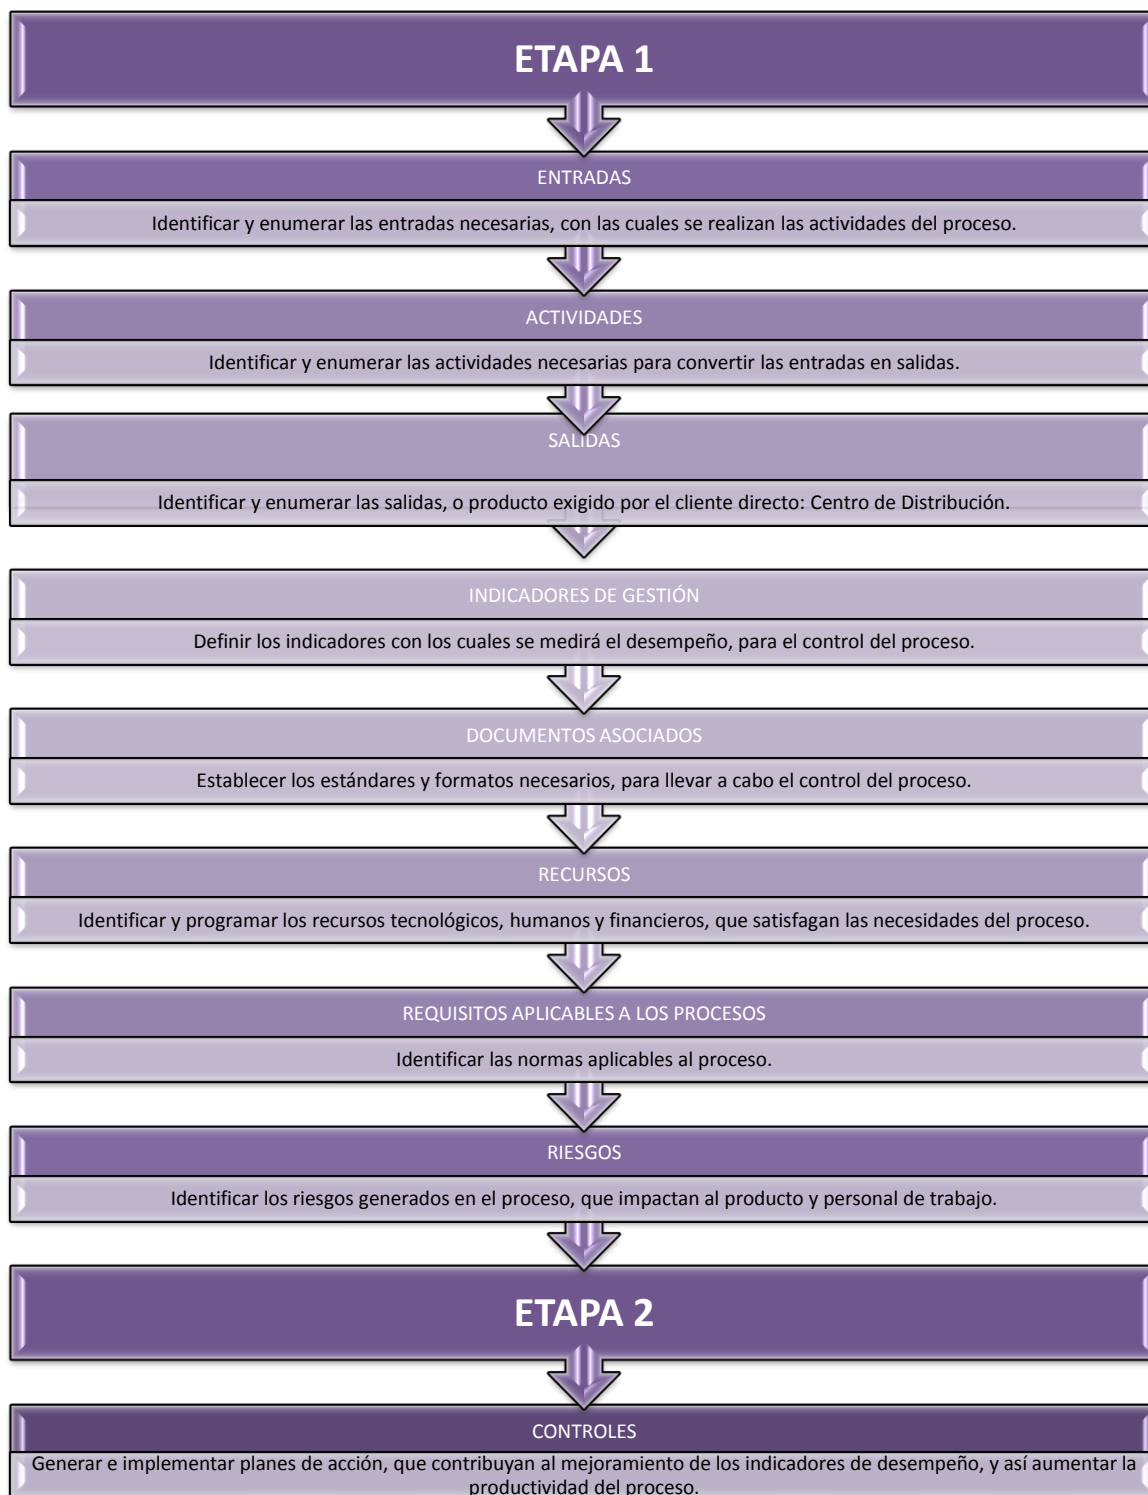 ETAPA 1
ENTRADAS
Identificar y enumerar las entradas necesarias, con las cuales se realizan las actividades del proceso.
ACTIVIDADES
Identificar y enumerar las actividades necesarias para convertir las entradas en salidas.
SALIDAS
Identificar y enumerar las salidas, o producto exigido por el cliente directo: Centro de Distribución.
INDICADORES DE GESTIÓN
Definir los indicadores con los cuales se medirá el desempeño, para el control del proceso.
DOCUMENTOS ASOCIADOS
Establecer los estándares y formatos necesarios, para llevar a cabo el control del proceso.
RECURSOS
Identificar y programar los recursos tecnológicos, humanos y financieros, que satisfagan las necesidades del proceso.
REQUISITOS APLICABLES A LOS PROCESOS
Identificar las normas aplicables al proceso.
RIESGOS
Identificar los riesgos generados en el proceso, que impactan al producto y personal de trabajo.
ETAPA 2
CONTROLES
Generar e implementar planes de acción, que contribuyan al mejoramiento de los indicadores de desempeño, y así aumentar la
productividad del proceso.